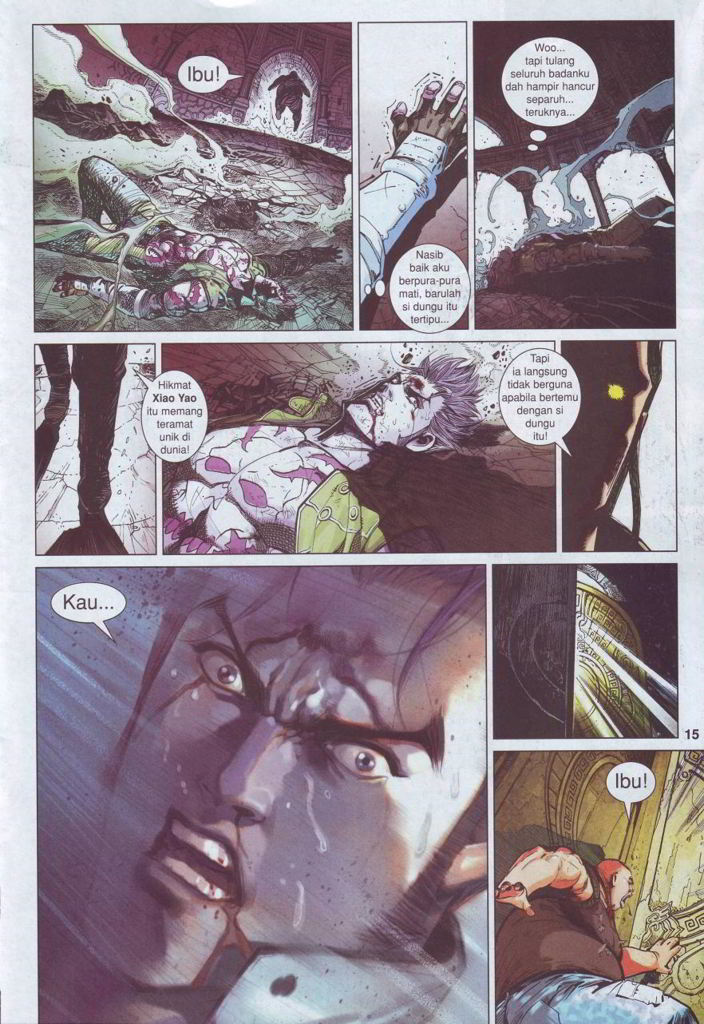 Ibu!
Nasib
baik aku
berpura-pura
mati, barulah
si dungu itu
tertipu...
Woo...
tapi tulang
seluruh badanku
dah hampir hancur
separuh...
teruknya...
Hikmat
Xiao Yao
itu memang
teramat
unik di
dunia!
Tapi
ia langsung
tidak berguna
apabila bertemu
dengan si
dungu
itu!
Kau...
Ibu!
15